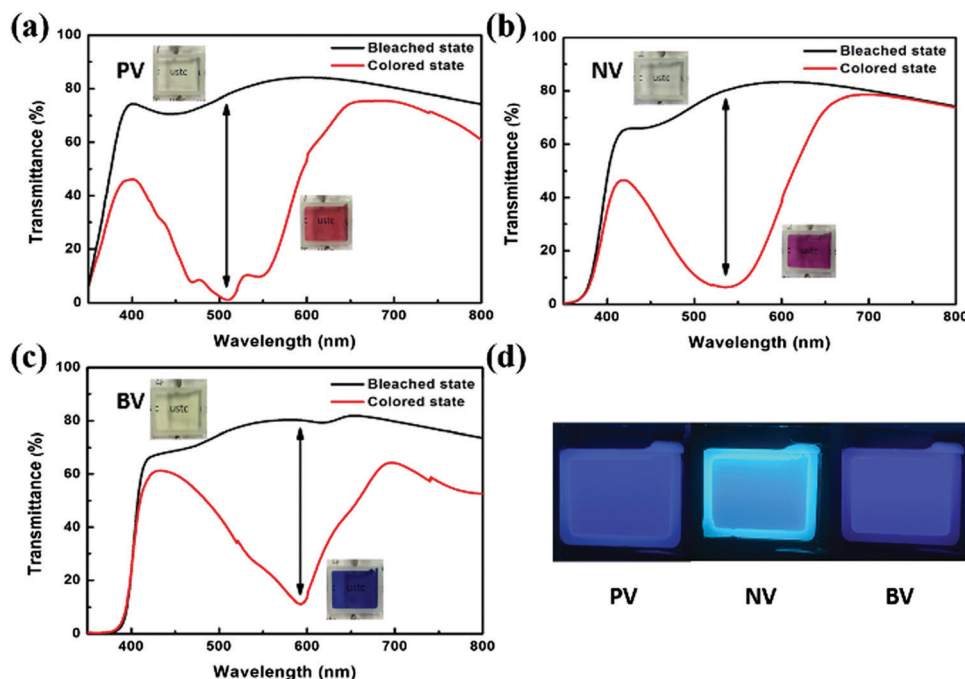 (a)
PV
ustc
Bleached state
Colored state
ustc
Transmittance (%)
100
80
60
40
20
0
400
500
600
700
800
Wavelength (nm)
(b)
NV
ustc
Bleached state
Colored state
ustc
Transmittance (%)
100
80
60
40
20
0
400
500
600
700
800
Wavelength (nm)
(c)
BV
ustc
Bleached state
Colored state
ustc
Transmittance (%)
100
80
60
40
20
0
400
500
600
700
800
Wavelength (nm)
(d)
PV NV BV